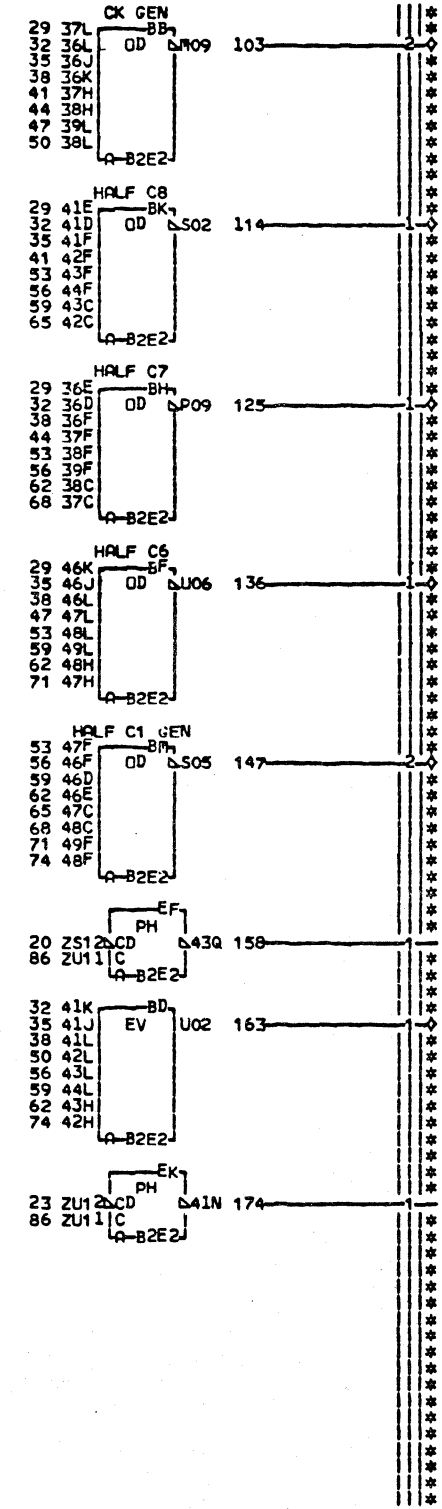 CK GEN
29 37L BB
32 36L OD 103 2
35 36J
38 36K
41 37H
44 38H
47 39L
50 38L
A B2E2
HALF C8
29 41E BK
32 41D OD S02 114 1
35 41F
41 42F
53 43F
56 44F
59 43C
65 42C
A B2E2
HALF C7
29 36E BH
32 36D OD P09 125 1
38 36F
44 37F
53 38F
56 39F
62 38C
68 37C
A B2E2
HALF C6
29 46K BF
35 46J OD U06 136 1
38 46L
47 47L
53 48L
59 49L
62 48H
71 47H
A B2E2
HALF C1 GEN
53 47F BM
56 46F OD S05 147 2
59 46D
62 46E
65 47C
68 48C
71 49F
74 48F
A B2E2
EF
PH
20 ZS12 CD 43Q 158 1
86 ZU11 C
A B2E2
32 41K BD
35 41J EV U02 163 1
38 41L
50 42L
56 43L
59 44L
62 43H
74 42H
A B2E2
EK
PH
23 ZU12 CD 41N 174 1
86 ZU11 C
A B2E2